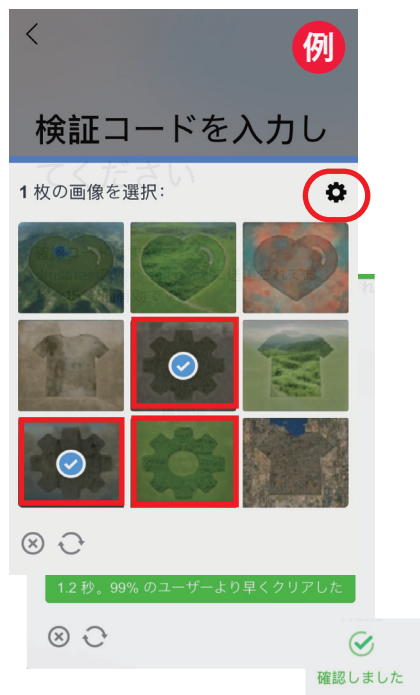 例
検証コードを入力し
てください
1 枚の画像を選択：
1.2 秒。99% のユーザーより早くクリアした
確認しました